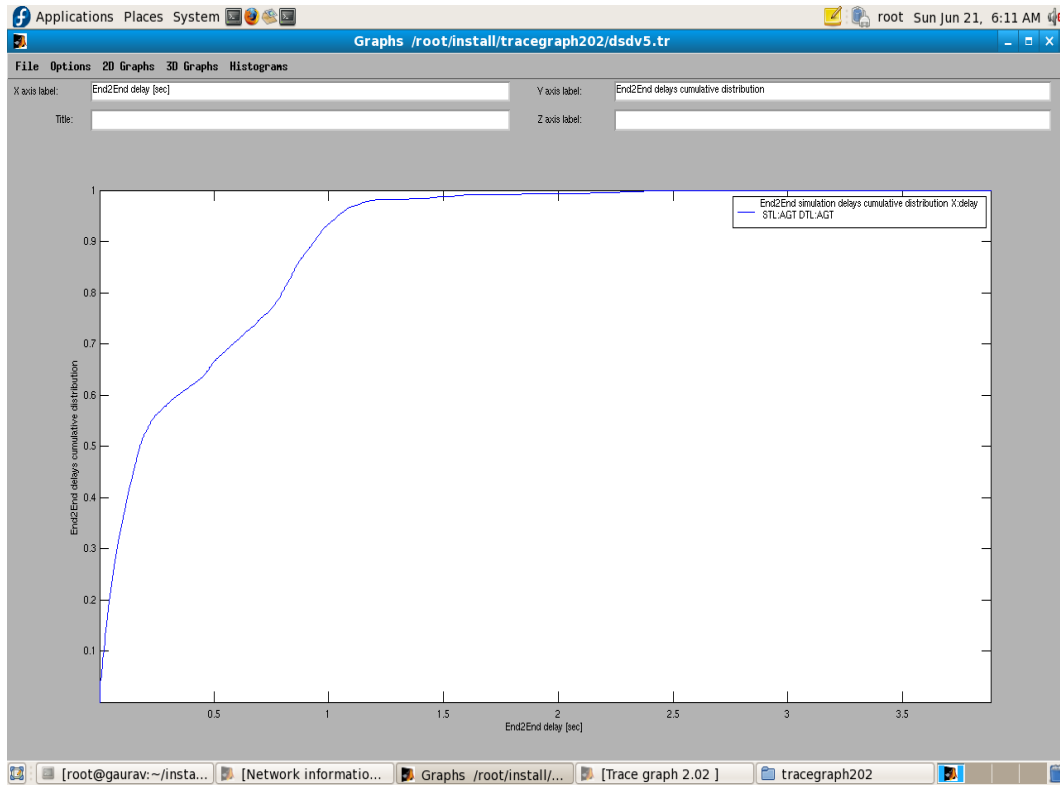 Applications Places System root Sun Jun 21, 6:11 AM
Graphs /root/install/tracegraph202/dsdv5.tr
File Options 2D Graphs 3D Graphs Histograms
X axis label: End2End delay [sec] Y axis label: End2End delays cumulative distribution
Title: Z axis label:
1
End2End simulation delays cumulative distribution X:delay
STL:AGT DTL:AGT
0.9
0.8
0.7
0.6
0.5
0.4
0.3
0.2
0.1
End2End delays cumulative distribution
0.5 1 1.5 2 2.5 3 3.5
End2End delay [sec]
[root@gaurav:~/insta... [Network informatio... Graphs /root/install/... [Trace graph 2.02 ] tracegraph202